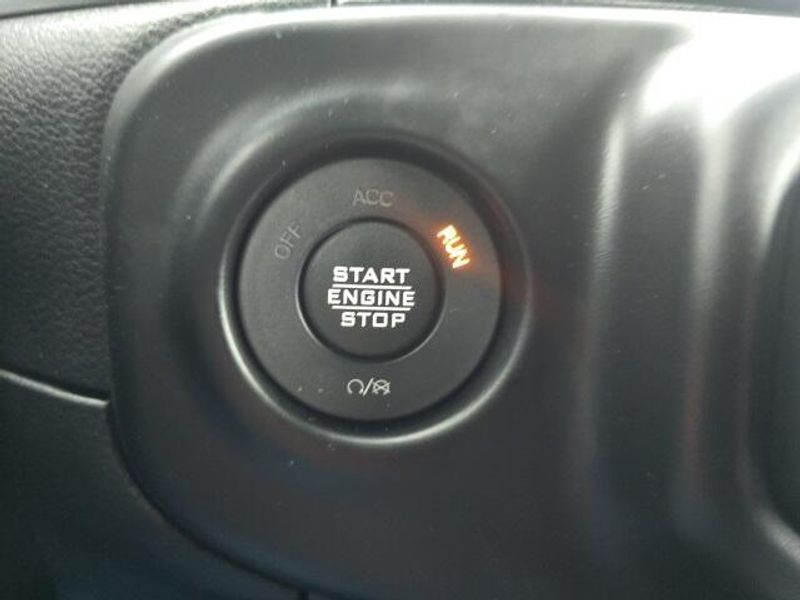 ACC
OFF
RUN
START
ENGINE
STOP